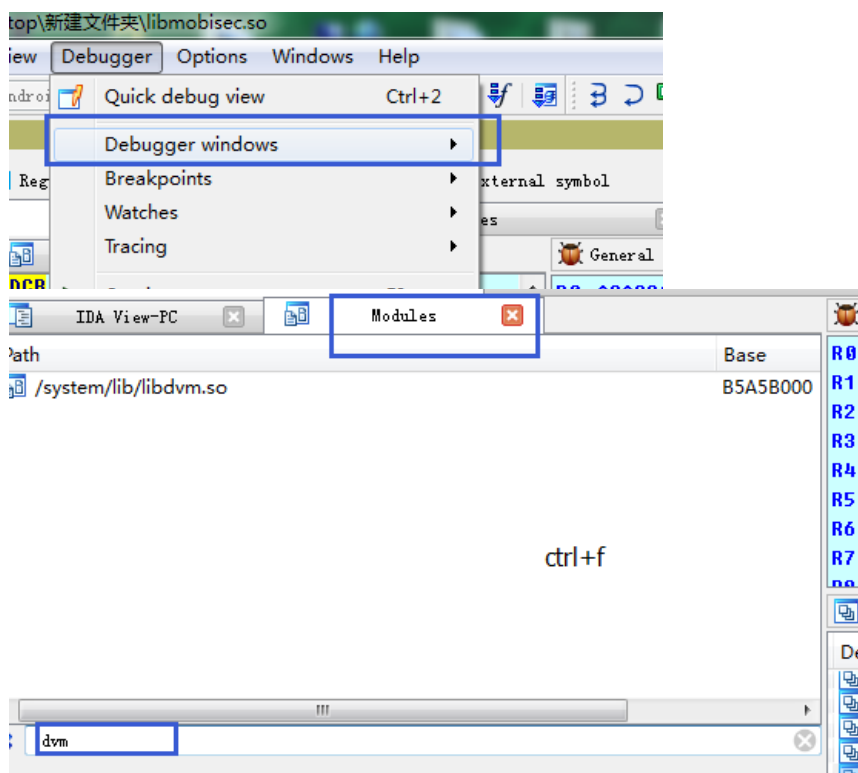 top\新建文件夹\libmobisec.so
iew Debugger Options Windows Help
ndroi Quick debug view Ctrl+2
Debugger windows
Reg Breakpoints xternal symbol
Watches es
Tracing General
IDA View-PC Modules
Path Base R0
/system/lib/libdvm.so B5A5B000 R1
R2
R3
R4
R5
R6
ctrl+f R7
De
dvm